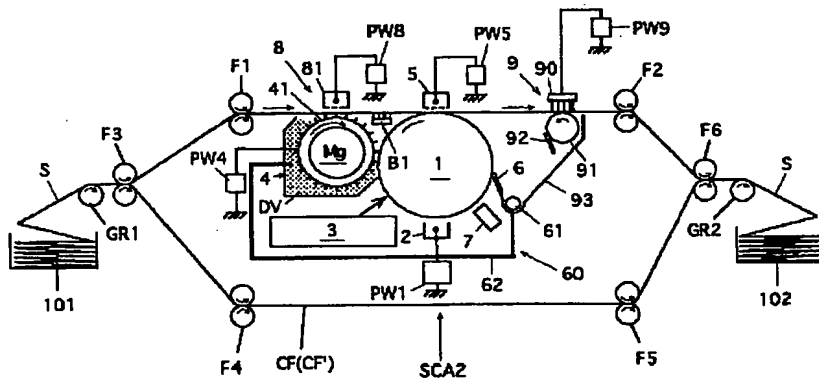 PW8
PW5
PW9
8
81
5
9
90
F1
41
F2
F3
Mg
B1
92
F6
S
PW4
4
1
6
91
S
GR1
DV
93
GR2
3
2
7
61
101
PW1
62
60
102
F4
CF(CF')
SCA2
F5